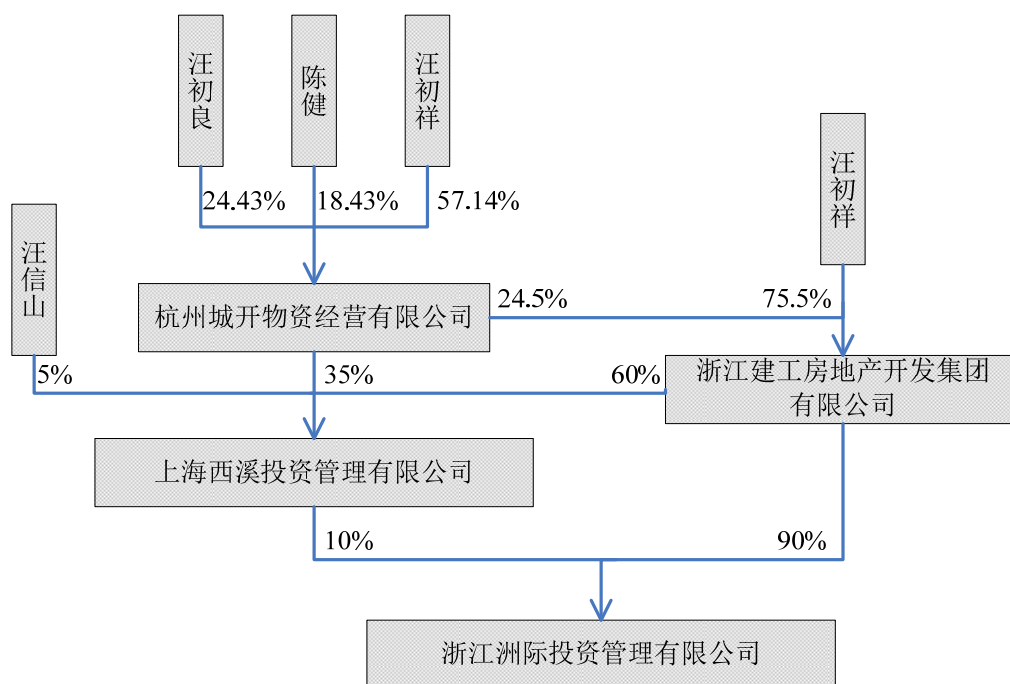 汪初良
陈健
汪初祥
汪初祥
24.43%
18.43%
57.14%
汪信山
杭州城开物资经营有限公司
24.5%
75.5%
5%
35%
60%
浙江建工房地产开发集团
有限公司
上海西溪投资管理有限公司
10%
90%
浙江洲际投资管理有限公司